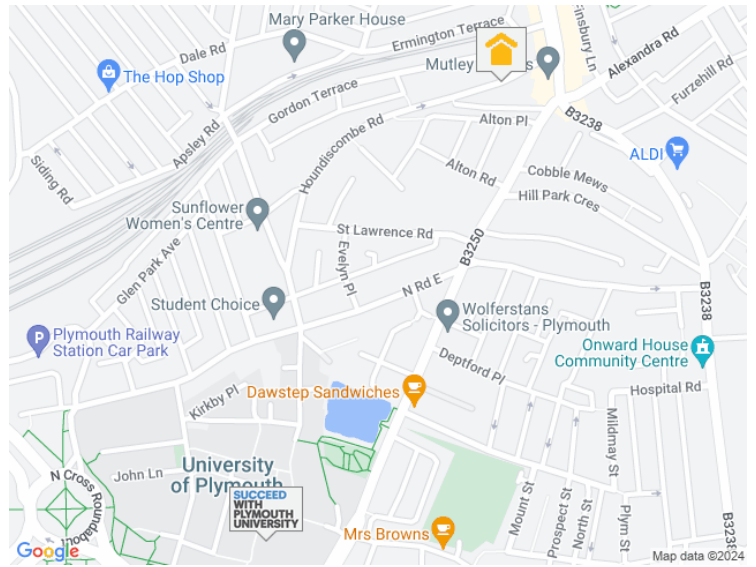 Mary Parker House
Ermington Terrace
Finsbury Ln
Dale Rd
Alexandra Rd
Mutley
The Hop Shop
Gordon Terrace
Furzehill Rd
B3238
Apsley Rd
Houndiscombe Rd
Alton Pl
ALDI
Siding Rd
Alton Rd
Cobble Mews
Hill Park Cres
Sunflower
Women's Centre
St Lawrence Rd
B3250
Glen Park Ave
Evelyn Pl
N Rd E
B3238
Student Choice
Wolferstans
Solicitors - Plymouth
Plymouth Railway
Station Car Park
Onward House
Community Centre
Deptford Pl
Dawstep Sandwiches
Hospital Rd
Kirkby Pl
Mildmay St
John Ln
University
of Plymouth
N Cross Roundabout
SUCCEED
WITH
PLYMOUTH
UNIVERSITY
Mount St
Prospect St
North St
Plym St
Mrs Browns
B3238
Google
Map data ©2024